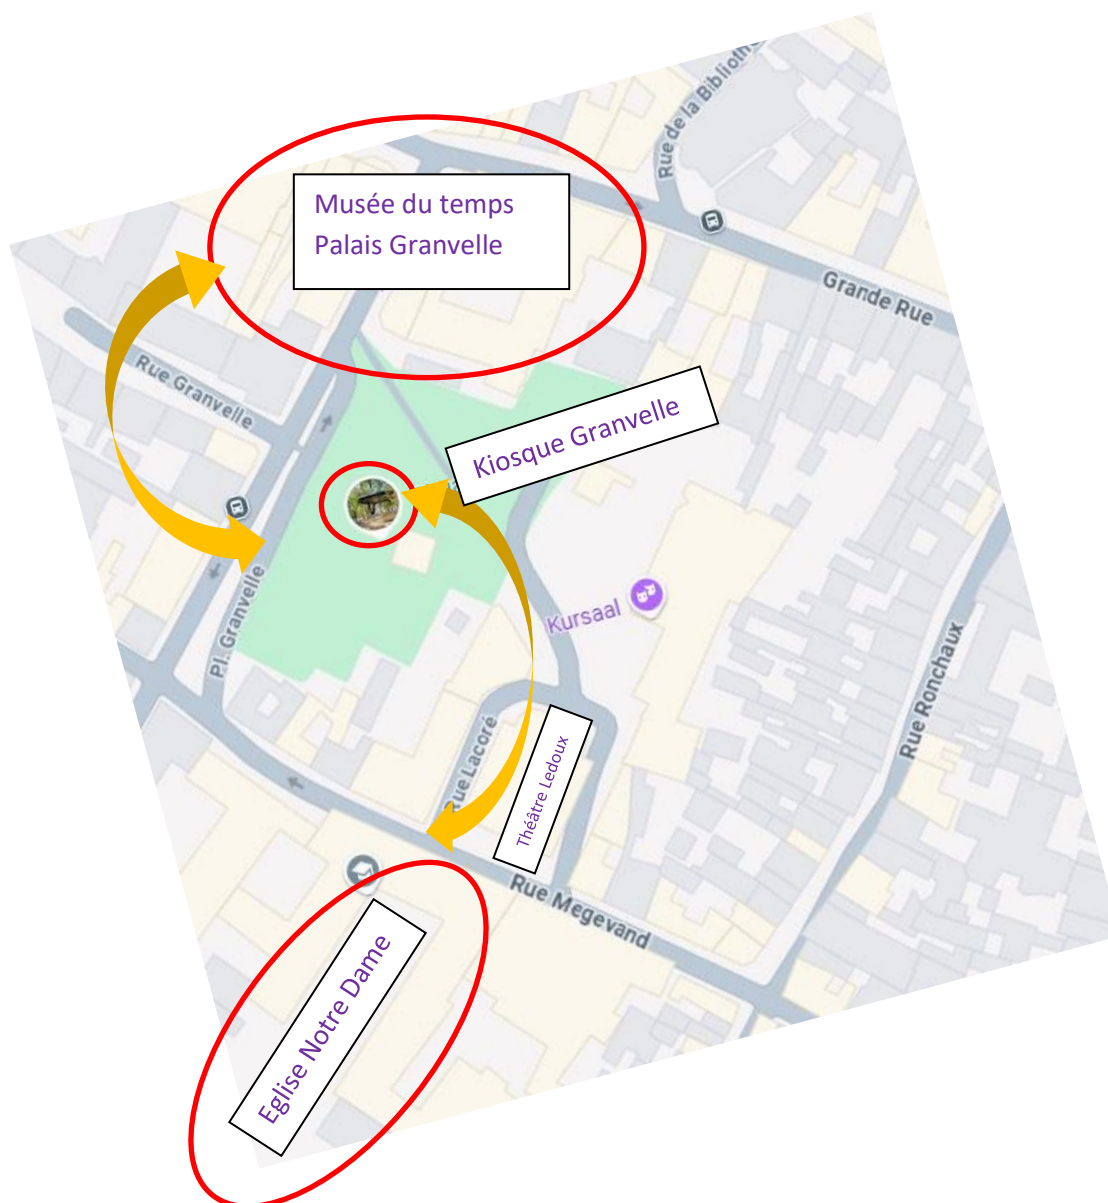 Rue de la Biblioth
Musée du temps
Palais Granvelle
Grande Rue
Rue Granvelle
Kiosque Granvelle
Pl. Granvelle
Kursaal
Rue Ronchaux
Rue Lacoré
Théâtre Ledoux
Rue Megevand
Eglise Notre Dame